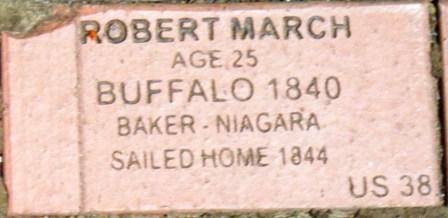 ROBERT MARCH
AGE 25
BUFFALO 1840
BAKER - NIAGARA
SAILED HOME 1844
US 38